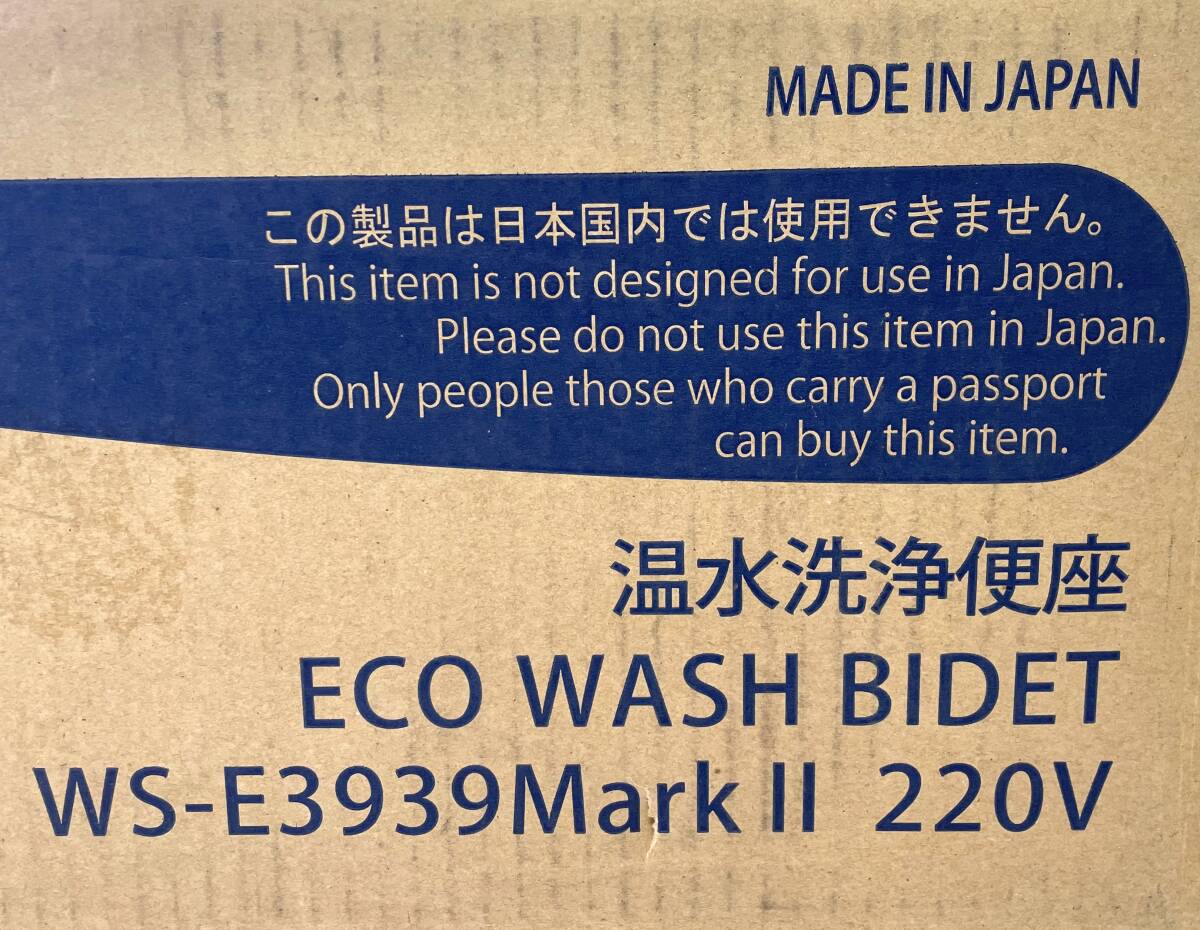 MADE IN JAPAN
この製品は日本国内では使用できません。
This item is not designed for use in Japan.
Please do not use this item in Japan.
Only people those who carry a passport
can buy this item.
温水洗浄便座
ECO WASH BIDET
WS-E3939Mark II 220V